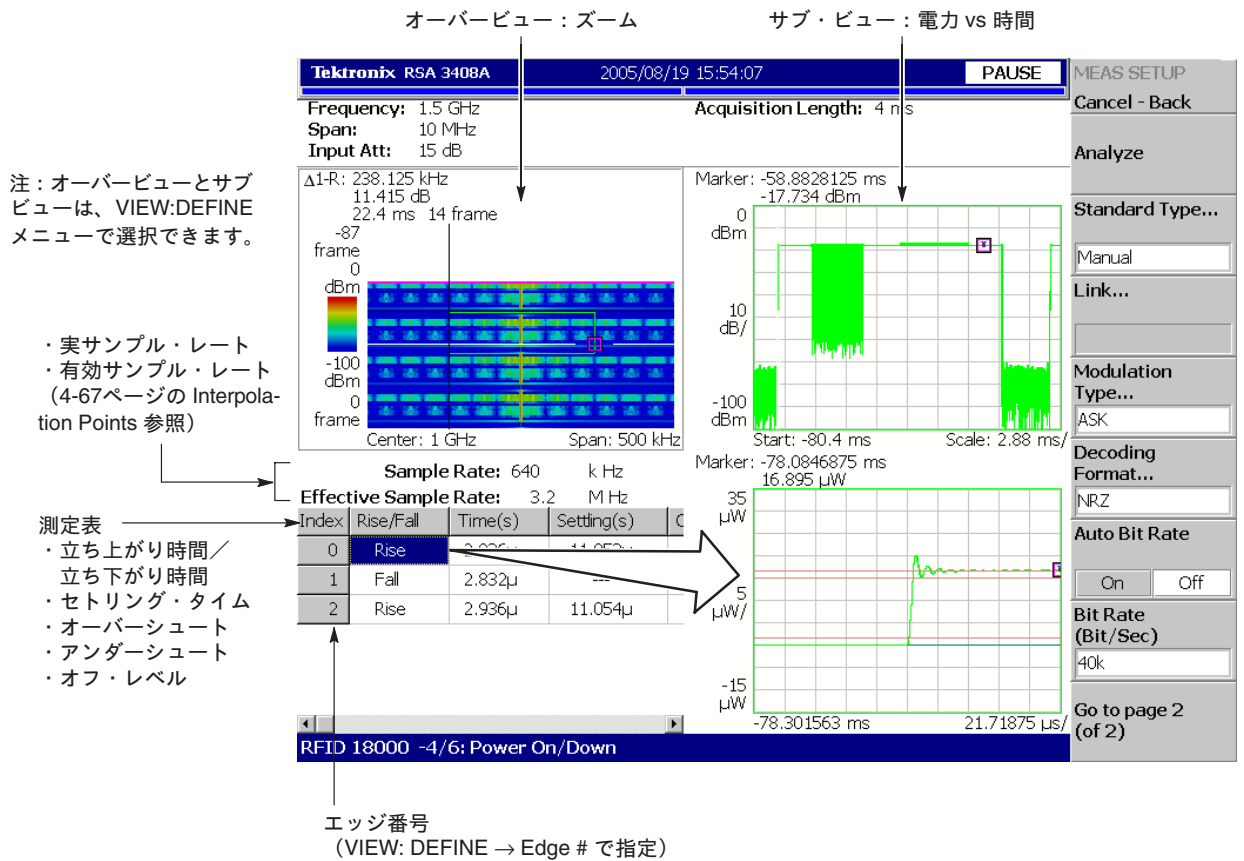 オーバービュー：ズーム
サブ・ビュー：電力 vs 時間
Tektronix RSA 3408A
2005/08/19 15:54:07
PAUSE
Frequency: 1.5 GHz
Span: 10 MHz
Input Att: 15 dB
Acquisition Length: 4 ms
注：オーバービューとサブ
ビューは、VIEW:DEFINE
メニューで選択できます。
Δ1-R: 238.125 kHz
11.415 dB
22.4 ms 14 frame
-87
frame
0
dBm
-100
dBm
0
frame
Center: 1 GHz
Span: 500 kHz
Marker: -58.8828125 ms
-17.734 dBm
0
dBm
10
dB/
-100
dBm
Start: -80.4 ms
Scale: 2.88 ms/
・実サンプル・レート
・有効サンプル・レート
（4-67ページの Interpola-
tion Points 参照）
Sample Rate: 640 k Hz
Effective Sample Rate: 3.2 M Hz
測定表
・立ち上がり時間／
立ち下がり時間
・セトリング・タイム
・オーバーシュート
・アンダーシュート
・オフ・レベル
Index Rise/Fall Time(s) Settling(s)
0 Rise
1 Fall 2.832μ ---
2 Rise 2.936μ 11.054μ
Marker: -78.0846875 ms
16.895 μW
35
μW
5
μW/
-15
μW
-78.301563 ms
21.71875 μs/
RFID 18000 -4/6: Power On/Down
エッジ番号
（VIEW: DEFINE → Edge # で指定）
MEAS SETUP
Cancel - Back
Analyze
Standard Type...
Manual
Link...
Modulation
Type...
ASK
Decoding
Format...
NRZ
Auto Bit Rate
On Off
Bit Rate
(Bit/Sec)
40k
Go to page 2
(of 2)